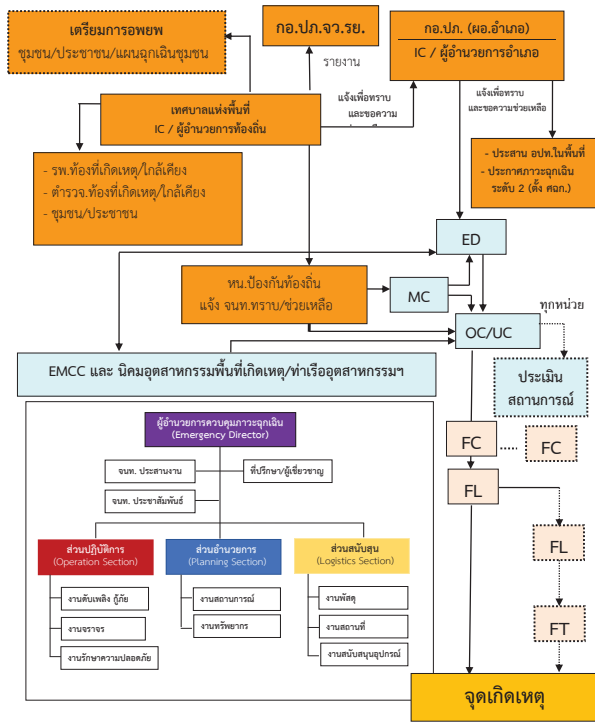 เตรียมการอพยพ
ชุมชน/ประชาชน/แผนฉุกเฉินชุมชน
กอ.ปภ.จว.รย.
กอ.ปภ. (ผอ.อำเภอ)
IC / ผู้อำนวยการอำเภอ
รายงาน
แจ้งเพื่อทราบ
และขอความ
แจ้งเพื่อทราบ
และขอความช่วยเหลือ
เทศบาลแห่งพื้นที่
IC / ผู้อำนวยการท้องถิ่น
- รพ.ท้องที่เกิดเหตุ/ใกล้เคียง
- ตำรวจ.ท้องที่เกิดเหตุ/ใกล้เคียง
- ชุมชน/ประชาชน
- ประสาน อปท.ในพื้นที่
- ประกาศภาวะฉุกเฉิน
ระดับ 2 (ตั้ง ศฉก.)
ED
หน.ป้องกันท้องถิ่น
แจ้ง จนท.ทราบ/ช่วยเหลือ
MC
OC/UC
ทุกหน่วย
EMCC และ นิคมอุตสาหกรรมพื้นที่เกิดเหตุ/ท่าเรืออุตสาหกรรมฯ
ประเมิน
สถานการณ์
ผู้อำนวยการควบคุมภาวะฉุกเฉิน
(Emergency Director)
จนท. ประสานงาน
ที่ปรึกษา/ผู้เชี่ยวชาญ
จนท. ประชาสัมพันธ์
ส่วนปฏิบัติการ
(Operation Section)
ส่วนอำนวยการ
(Planning Section)
ส่วนสนับสุน
(Logistics Section)
งานดับเพลิง กู้ภัย
งานจราจร
งานรักษาความปลอดภัย
งานสถานการณ์
งานทรัพยากร
งานพัสดุ
งานสถานที่
งานสนับสนุนอุปกรณ์
FC
FC
FL
FL
FT
จุดเกิดเหตุ